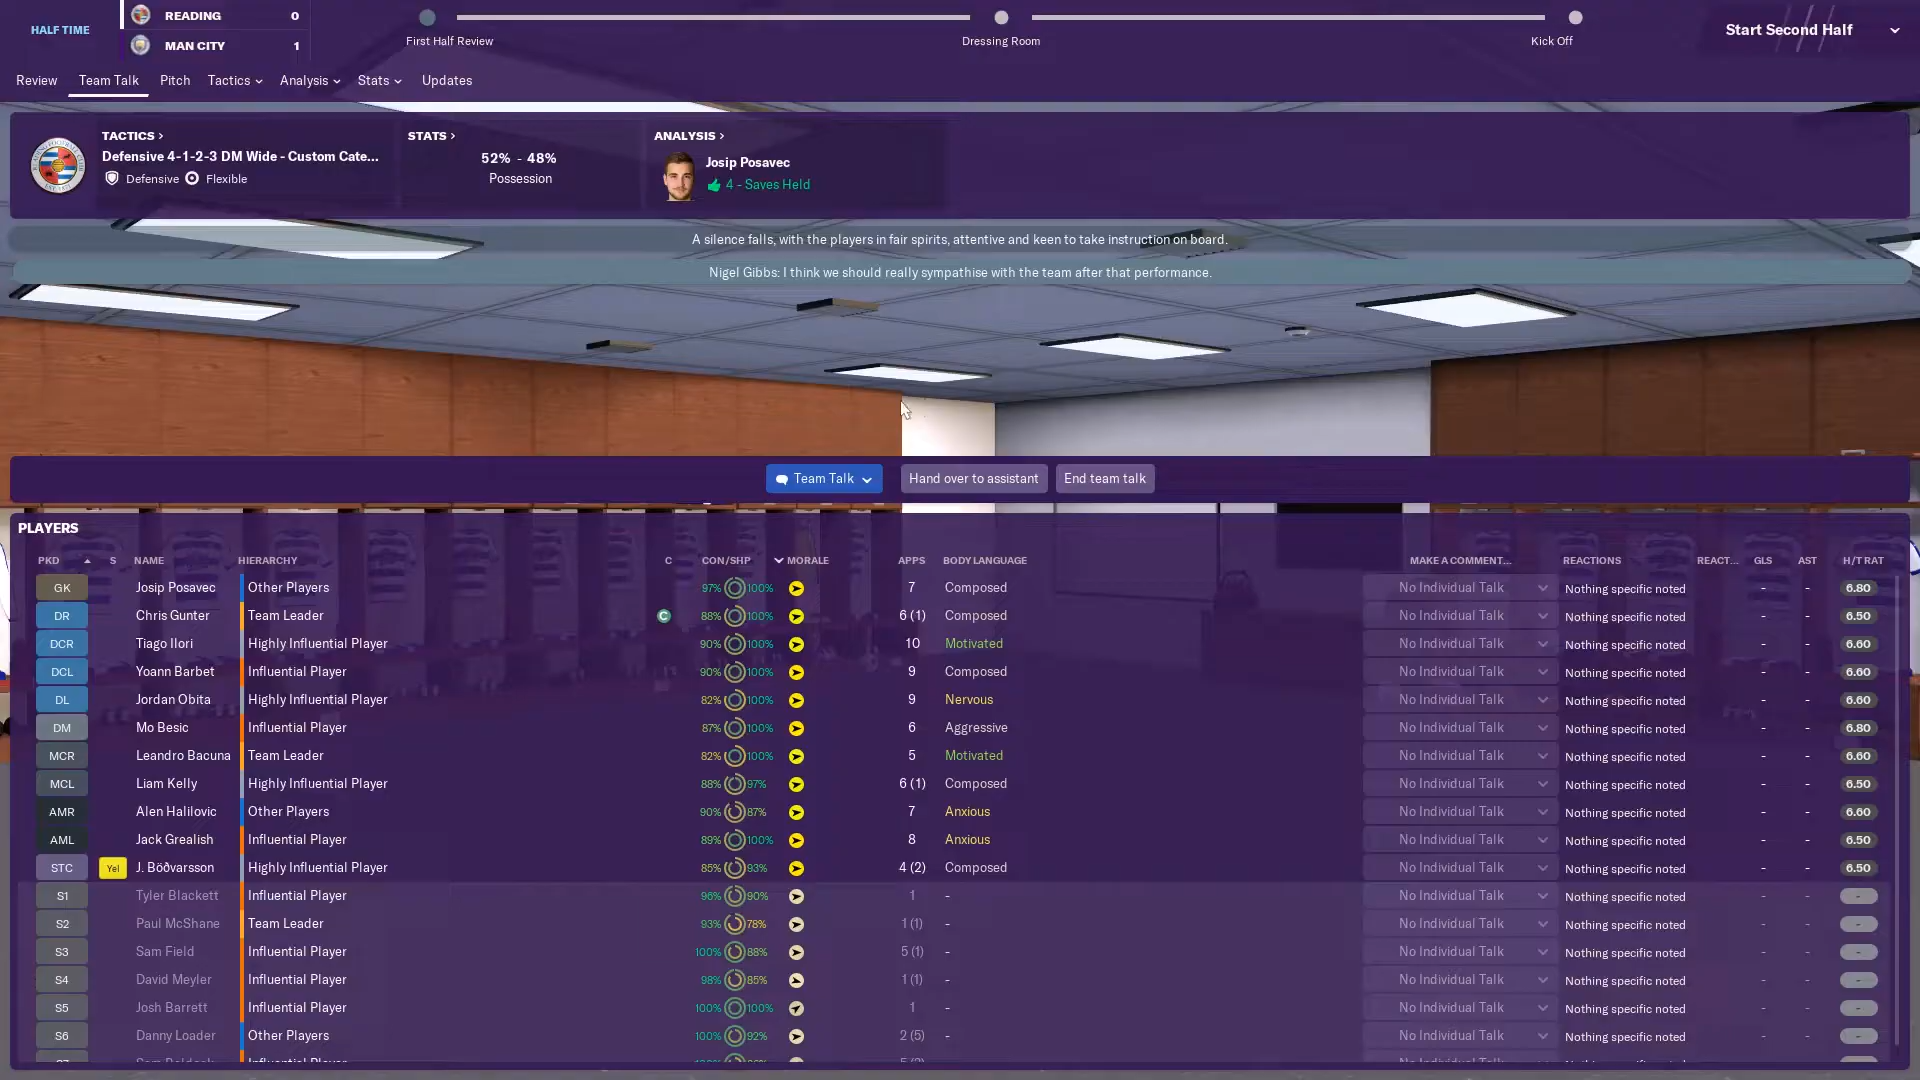 HALF TIME
READING 0
MAN CITY 1
First Half Review
Dressing Room
Kick Off
Start Second Half
Review Team Talk Pitch Tactics Analysis Stats Updates
TACTICS >
Defensive 4-1-2-3 DM Wide - Custom Cate...
Defensive Flexible
STATS >
52% - 48%
Possession
ANALYSIS >
Josip Posavec
4 - Saves Held
A silence falls, with the players in fair spirits, attentive and keen to take instruction on board.
Nigel Gibbs: I think we should really sympathise with the team after that performance.
Team Talk Hand over to assistant End team talk
PLAYERS
PKD S NAME HIERARCHY C CON/SHP MORALE APPS BODY LANGUAGE MAKE A COMMENT... REACTIONS REACT... GLS AST H/T RAT
GK Josip Posavec Other Players 97% 100% 7 Composed No Individual Talk Nothing specific noted - - 6.80
DR Chris Gunter Team Leader C 88% 100% 6 (1) Composed No Individual Talk Nothing specific noted - - 6.50
DCR Tiago Ilori Highly Influential Player 90% 100% 10 Motivated No Individual Talk Nothing specific noted - - 6.60
DCL Yoann Barbet Influential Player 90% 100% 9 Composed No Individual Talk Nothing specific noted - - 6.60
DL Jordan Obita Highly Influential Player 82% 100% 9 Nervous No Individual Talk Nothing specific noted - - 6.60
DM Mo Besic Influential Player 87% 100% 6 Aggressive No Individual Talk Nothing specific noted - - 6.80
MCR Leandro Bacuna Team Leader 82% 100% 5 Motivated No Individual Talk Nothing specific noted - - 6.60
MCL Liam Kelly Highly Influential Player 88% 97% 6 (1) Composed No Individual Talk Nothing specific noted - - 6.50
AMR Alen Halilovic Other Players 90% 87% 7 Anxious No Individual Talk Nothing specific noted - - 6.60
AML Jack Grealish Influential Player 89% 100% 8 Anxious No Individual Talk Nothing specific noted - - 6.50
STC Yel J. Böðvarsson Highly Influential Player 85% 93% 4 (2) Composed No Individual Talk Nothing specific noted - - 6.50
S1 Tyler Blackett Influential Player 96% 90% 1 - No Individual Talk Nothing specific noted - - -
S2 Paul McShane Team Leader 93% 78% 1 (1) - No Individual Talk Nothing specific noted - - -
S3 Sam Field Influential Player 100% 88% 5 (1) - No Individual Talk Nothing specific noted - - -
S4 David Meyler Influential Player 98% 85% 1 (1) - No Individual Talk Nothing specific noted - - -
S5 Josh Barrett Influential Player 100% 100% 1 - No Individual Talk Nothing specific noted - - -
S6 Danny Loader Other Players 100% 92% 2 (5) - No Individual Talk Nothing specific noted - - -